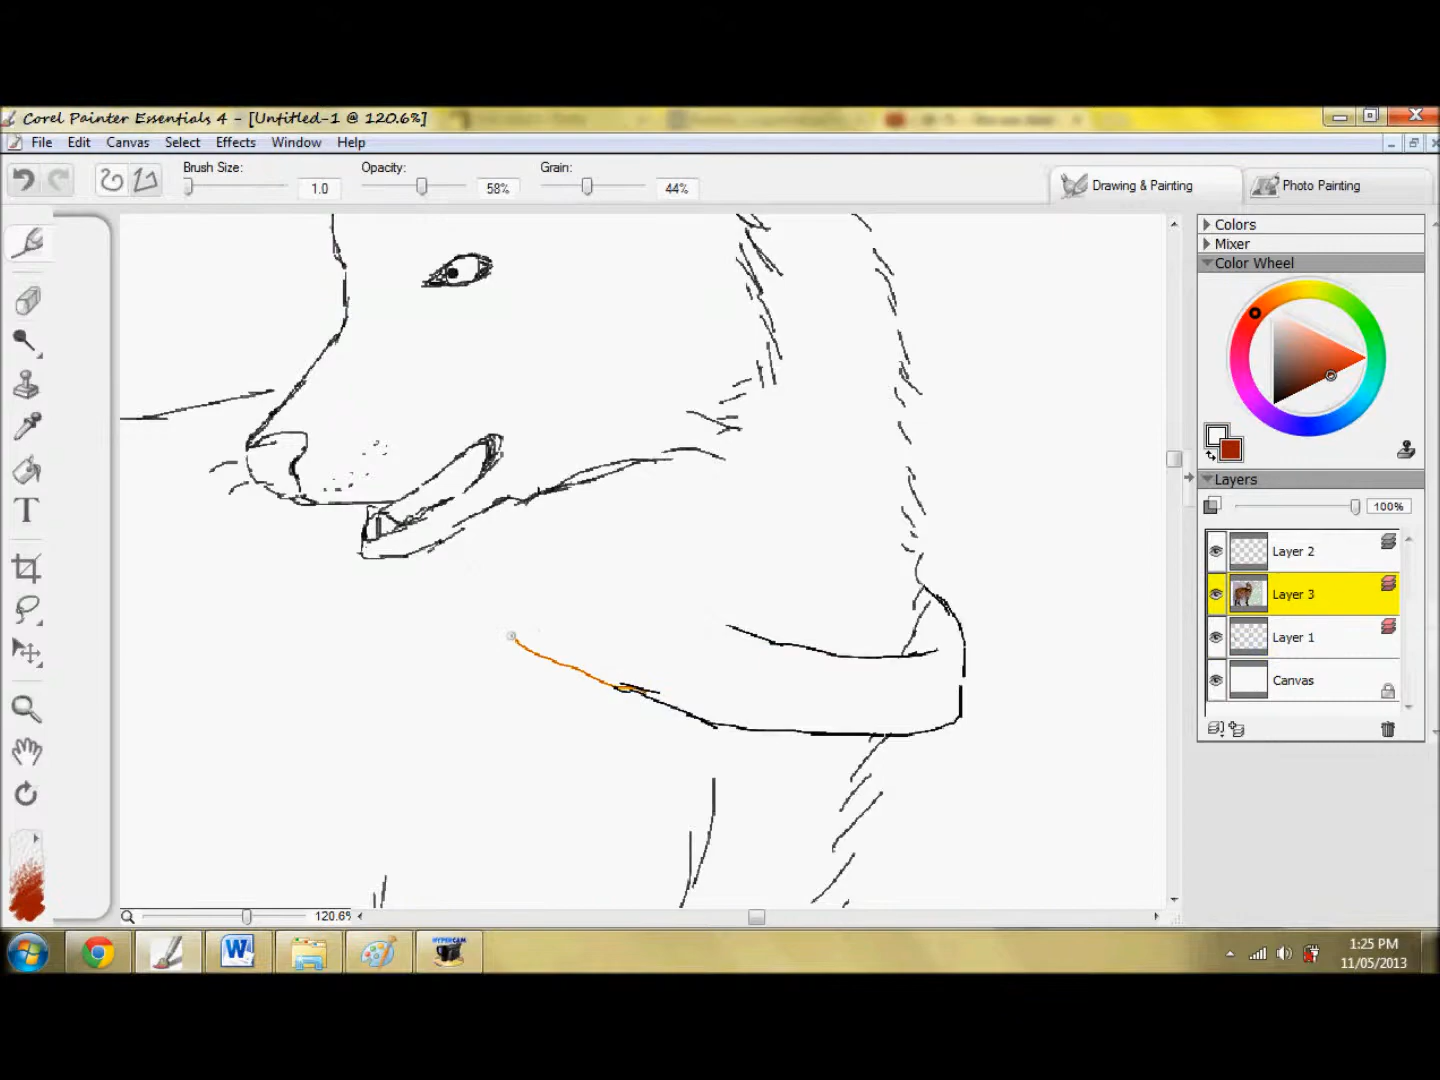 Corel Painter Essentials 4 - [Untitled-1 @ 120.6%]
File Edit Canvas Select Effects Window Help
Brush Size: 1.0 Opacity: 58% Grain: 44%
Drawing & Painting Photo Painting
Colors
Mixer
Color Wheel
Layers
100%
Layer 2
Layer 3
Layer 1
Canvas
T
120.6%
W
HYPERCAM
1:25 PM
11/05/2013